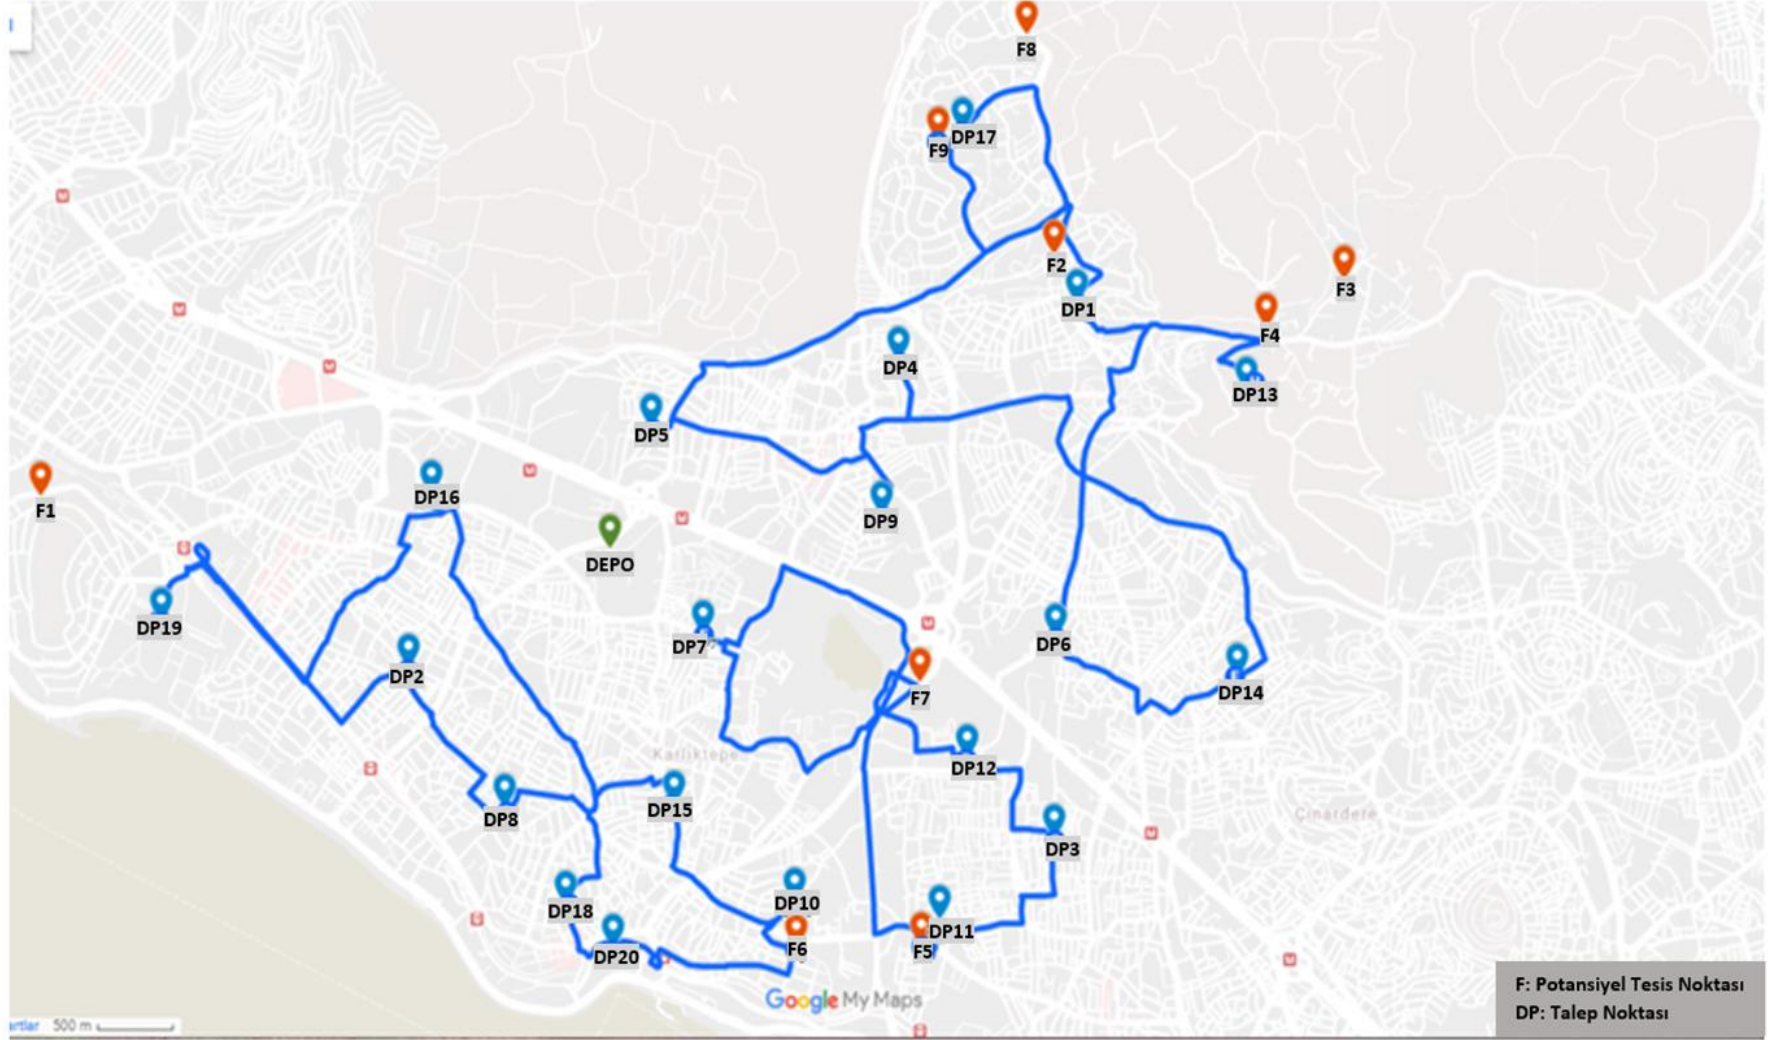 F8
DP17
F9
F2
F3
DP1
F4
DP4
DP13
DP5
DP16
F1
DP9
DEPO
DP19
DP7
DP6
DP2
DP14
F7
DP12
DP15
DP8
Çınardere
DP3
DP10
DP18
DP11
F6
F5
DP20
F: Potansiyel Tesis Noktası
Google My Maps
DP: Talep Noktası
artlar 500 m